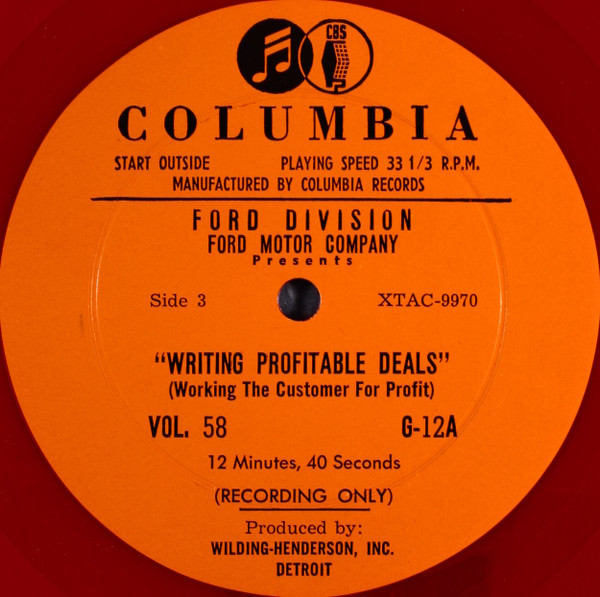 CBS
COLUMBIA
START OUTSIDE PLAYING SPEED 33 1/3 R.P.M.
MANUFACTURED BY COLUMBIA RECORDS
FORD DIVISION
FORD MOTOR COMPANY
Presents
Side 3 XTAC-9970
"WRITING PROFITABLE DEALS"
(Working The Customer For Profit)
VOL. 58 G-12A
12 Minutes, 40 Seconds
(RECORDING ONLY)
Produced by:
WILDING-HENDERSON, INC.
DETROIT